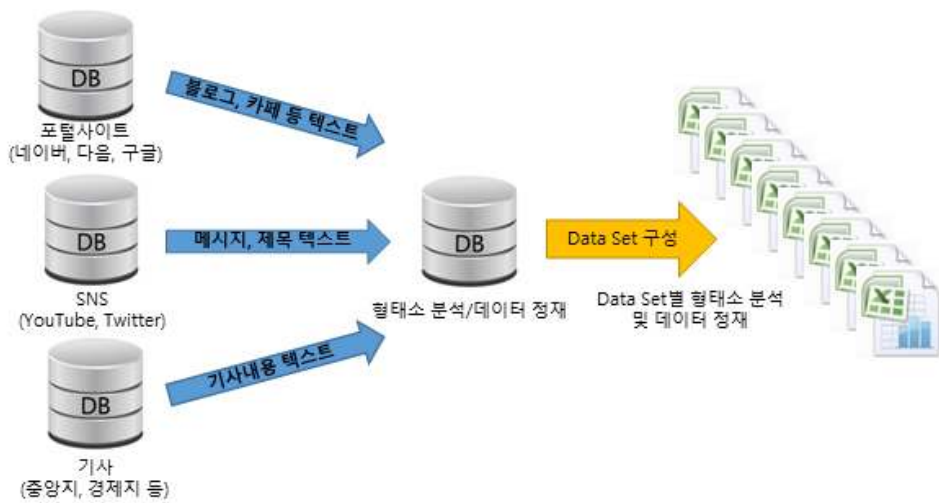 DB
포털사이트
(네이버, 다음, 구글)
블로그, 카페 등 텍스트
DB
SNS
(YouTube, Twitter)
메시지, 제목 텍스트
DB
기사
(중앙지, 경제지 등)
기사내용 텍스트
DB
형태소 분석/데이터 정재
Data Set 구성
Data Set별 형태소 분석
및 데이터 정재